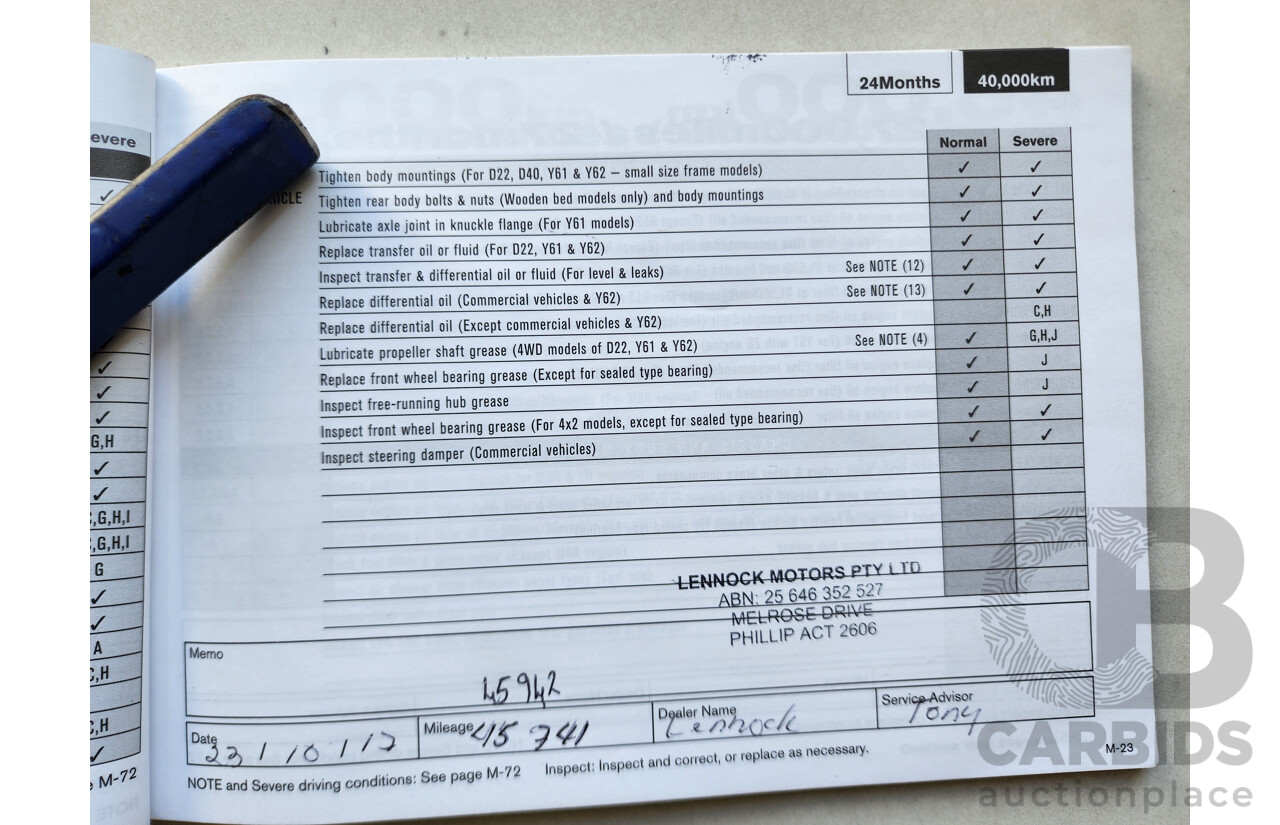 24Months 40,000km
evere
Normal Severe
Tighten body mountings (For D22, D40, Y61 & Y62 – small size frame models) ✓ ✓
ICLE Tighten rear body bolts & nuts (Wooden bed models only) and body mountings ✓ ✓
Lubricate axle joint in knuckle flange (For Y61 models) ✓ ✓
Replace transfer oil or fluid (For D22, Y61 & Y62) ✓ ✓
Inspect transfer & differential oil or fluid (For level & leaks) See NOTE (12) ✓ ✓
Replace differential oil (Commercial vehicles & Y62) See NOTE (13) ✓ ✓
Replace differential oil (Except commercial vehicles & Y62) C,H
Lubricate propeller shaft grease (4WD models of D22, Y61 & Y62) See NOTE (4) ✓ G,H,J
Replace front wheel bearing grease (Except for sealed type bearing) ✓ J
Inspect free-running hub grease ✓ J
Inspect front wheel bearing grease (For 4x2 models, except for sealed type bearing) ✓ ✓
Inspect steering damper (Commercial vehicles) ✓ ✓
✓
✓
✓
✓
G,H
✓
✓
,G,H,I
,G,H,I
G
✓
✓
A
,H
,H
✓
M-72
LENNOCK MOTORS PTY LTD
ABN: 25 646 352 527
MELROSE DRIVE
PHILLIP ACT 2606
Memo
45942
Date 23/10/17 Mileage 45 741 Dealer Name Lennock Service Advisor Tony
NOTE and Severe driving conditions: See page M-72 Inspect: Inspect and correct, or replace as necessary.
M-23
CARBIDS
auctionplace